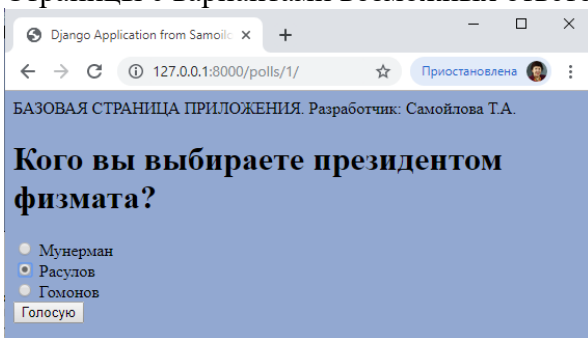 Страницы с вариантами возможных ответо
Django Application from Samoilo
127.0.0.1:8000/polls/1/
Приостановлена
БАЗОВАЯ СТРАНИЦА ПРИЛОЖЕНИЯ. Разработчик: Самойлова Т.А.
Кого вы выбираете президентом
физмата?
Мунерман
Расулов
Гомонов
Голосую